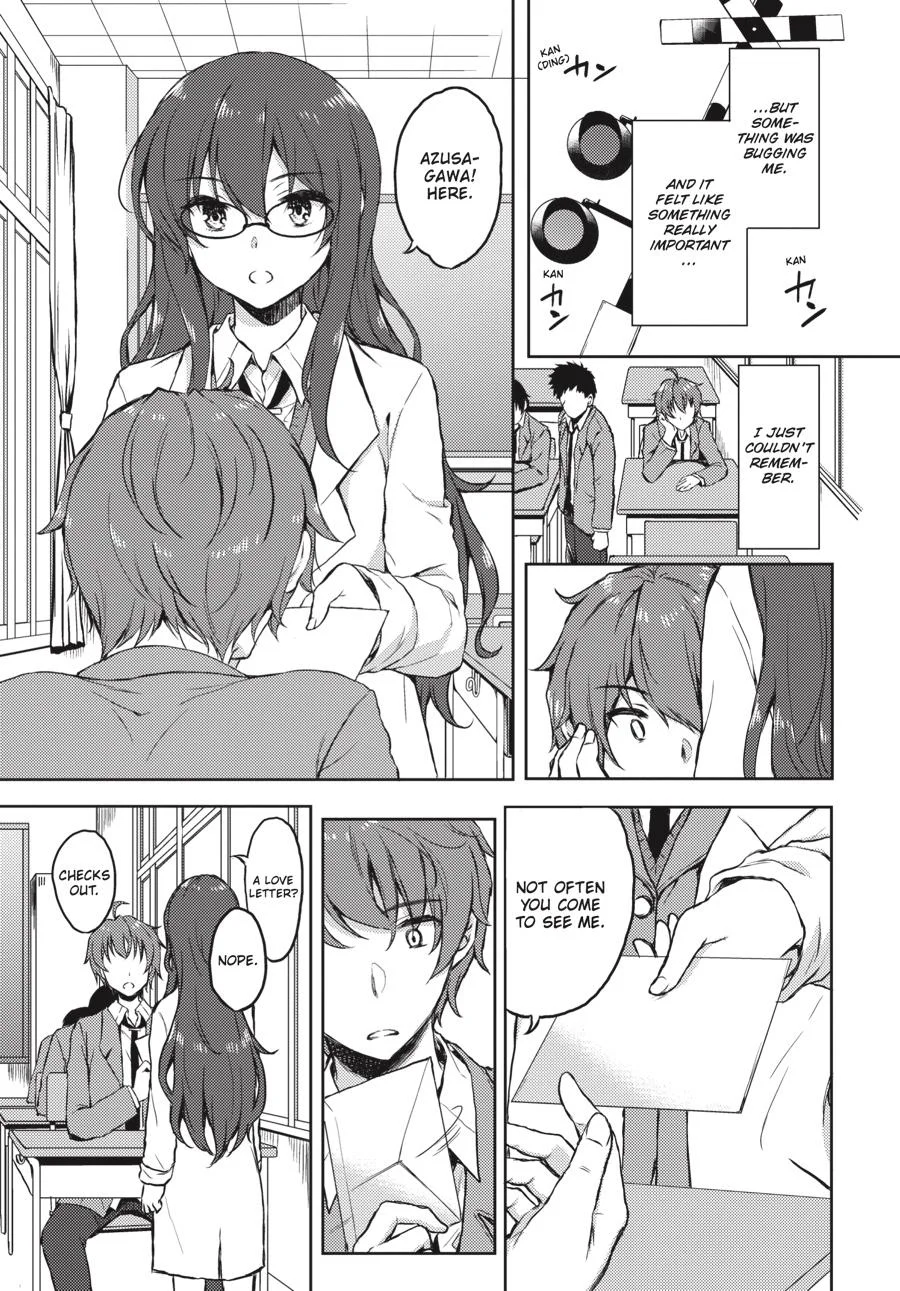 ...BUT
SOME-
THING WAS
BUGGING
ME.
AND IT
FELT LIKE
SOMETHING
REALLY
IMPORTANT
...
KAN
(DING)
カン
KAN
カン
KAN
カン
I JUST
COULDN'T
REMEM-
BER.
AZUSA-
GAWA!
HERE.
NOT OFTEN
YOU COME
TO SEE ME.
A LOVE
LETTER?
NOPE.
CHECKS
OUT.